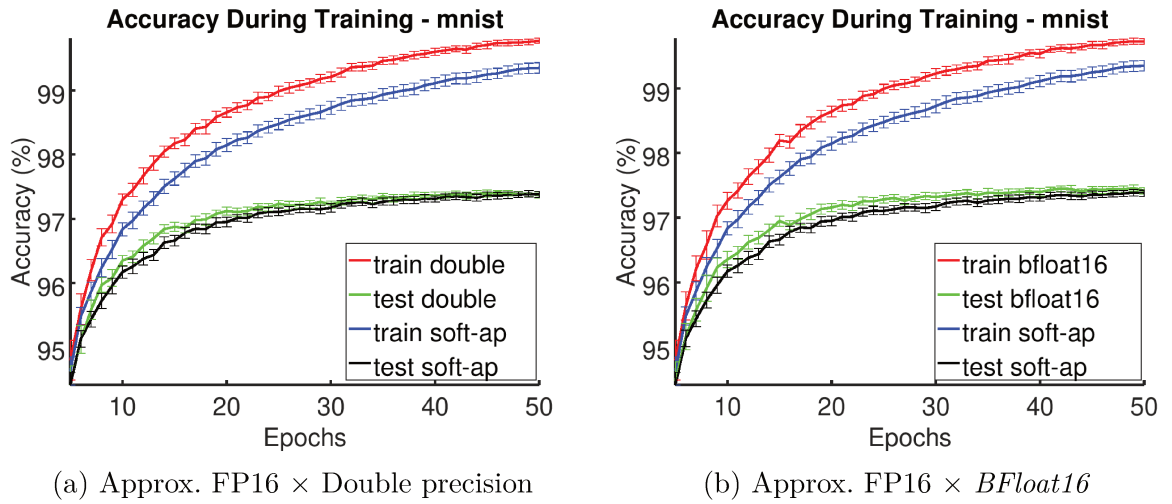 Accuracy During Training - mnist
Accuracy (%)
99
98
97
96
95
train double
test double
train soft-ap
test soft-ap
10
20
30
40
50
Epochs
(a) Approx. FP16 × Double precision
Accuracy During Training - mnist
Accuracy (%)
99
98
97
96
95
train bfloat16
test bfloat16
train soft-ap
test soft-ap
10
20
30
40
50
Epochs
(b) Approx. FP16 × BFloat16